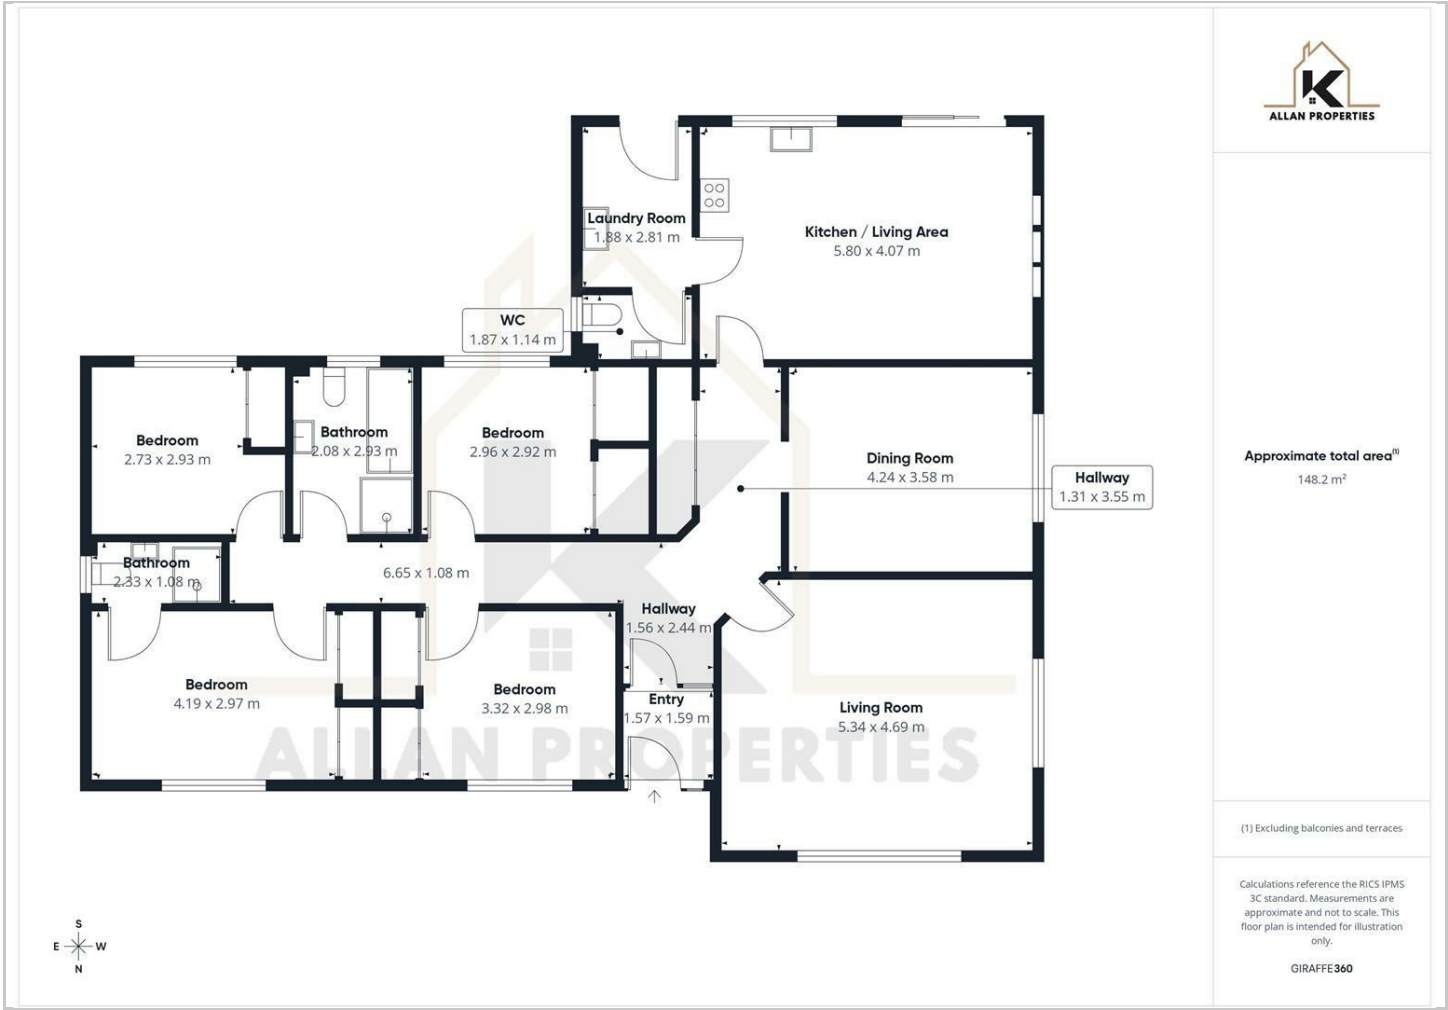 ALLAN PROPERTIES
Laundry Room
1.88 x 2.81 m
Kitchen / Living Area
5.80 x 4.07 m
WC
1.87 x 1.14 m
Bedroom
2.73 x 2.93 m
Bathroom
2.08 x 2.93 m
Bedroom
2.96 x 2.92 m
Dining Room
4.24 x 3.58 m
Hallway
1.31 x 3.55 m
Bathroom
2.33 x 1.08 m
6.65 x 1.08 m
Hallway
1.56 x 2.44 m
Bedroom
4.19 x 2.97 m
Bedroom
3.32 x 2.98 m
Entry
1.57 x 1.59 m
Living Room
5.34 x 4.69 m
ALLAN PROPERTIES
S
E W
N
Approximate total area(1)
148.2 m²
(1) Excluding balconies and terraces
Calculations reference the RICS IPMS
3C standard. Measurements are
approximate and not to scale. This
floor plan is intended for illustration
only.
GIRAFFE360